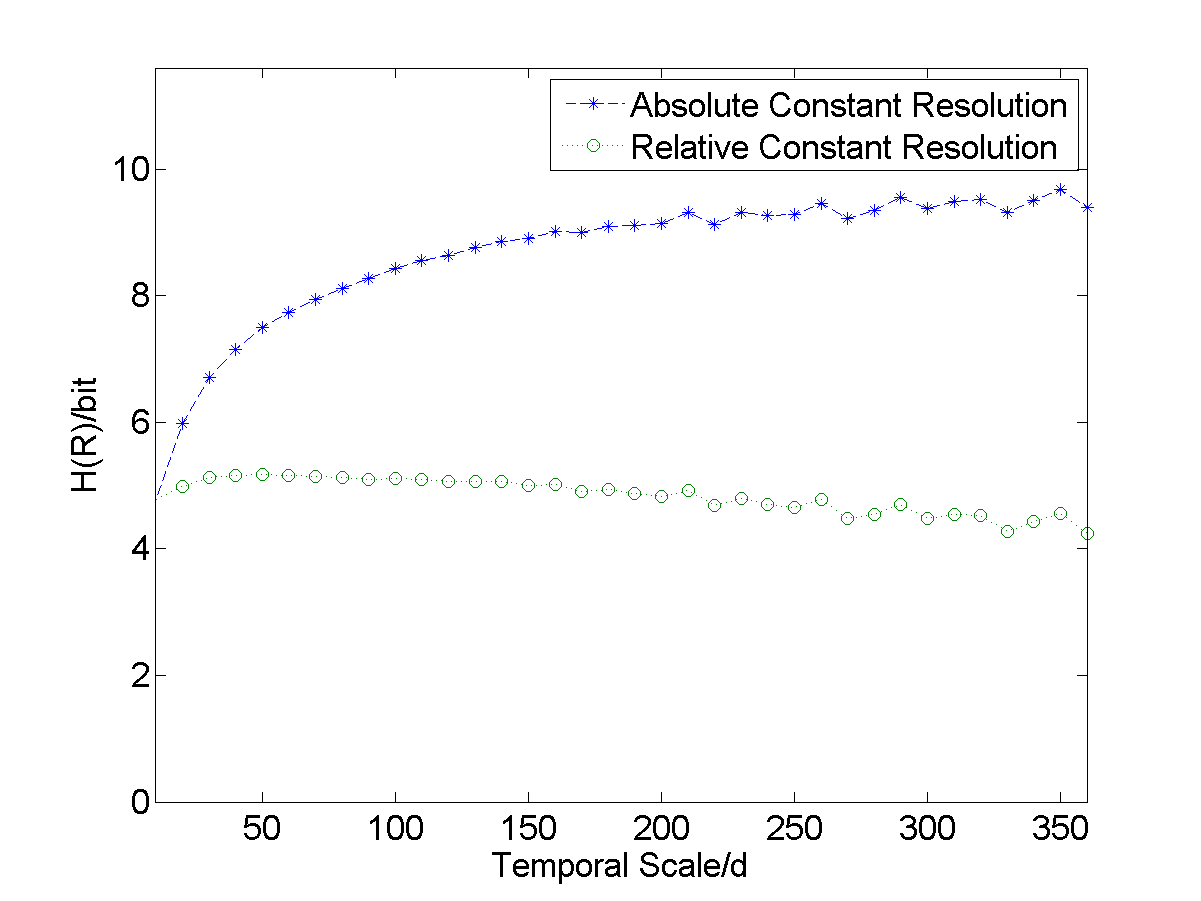 Absolute Constant Resolution
Relative Constant Resolution
10
8
6
4
2
0
H(R)/bit
50 100 150 200 250 300 350
Temporal Scale/d